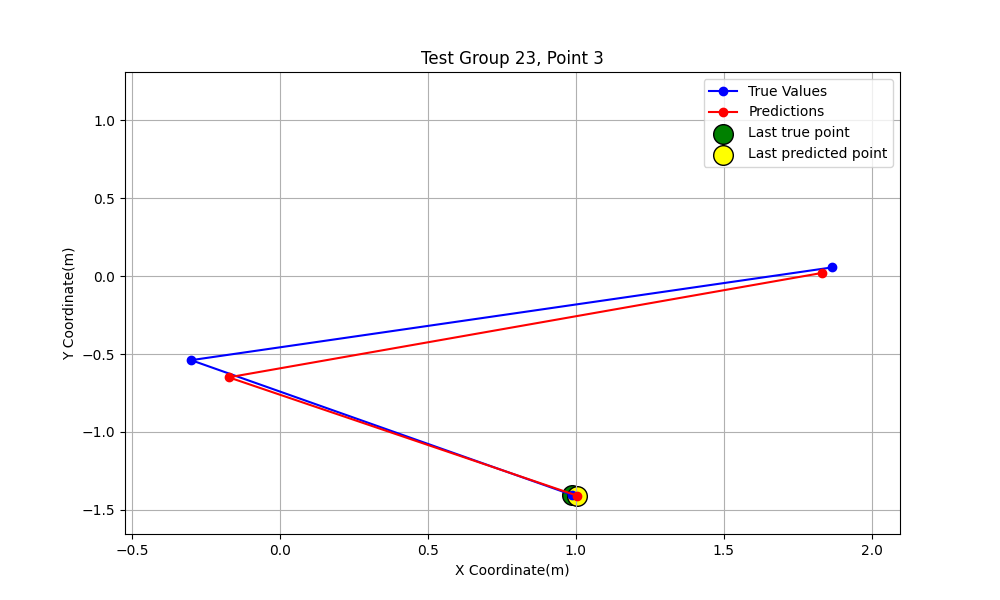 Test Group 23, Point 3
True Values
Predictions
Last true point
Last predicted point
Y Coordinate(m)
1.0
0.5
0.0
−0.5
−1.0
−1.5
−0.5
0.0
0.5
1.0
1.5
2.0
X Coordinate(m)